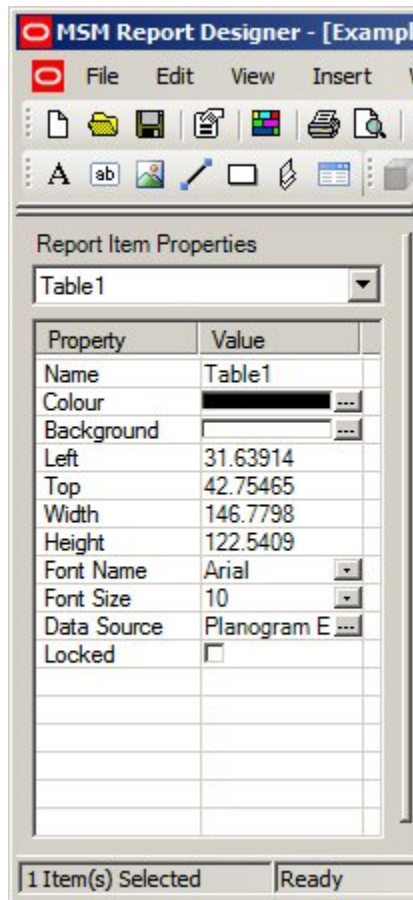 MSM Report Designer - [Exampl
File Edit View Insert
A ab
Report Item Properties
Table1
Property Value
Name Table1
Colour
Background
Left 31.63914
Top 42.75465
Width 146.7798
Height 122.5409
Font Name Arial
Font Size 10
Data Source Planogram E
Locked
1 Item(s) Selected Ready